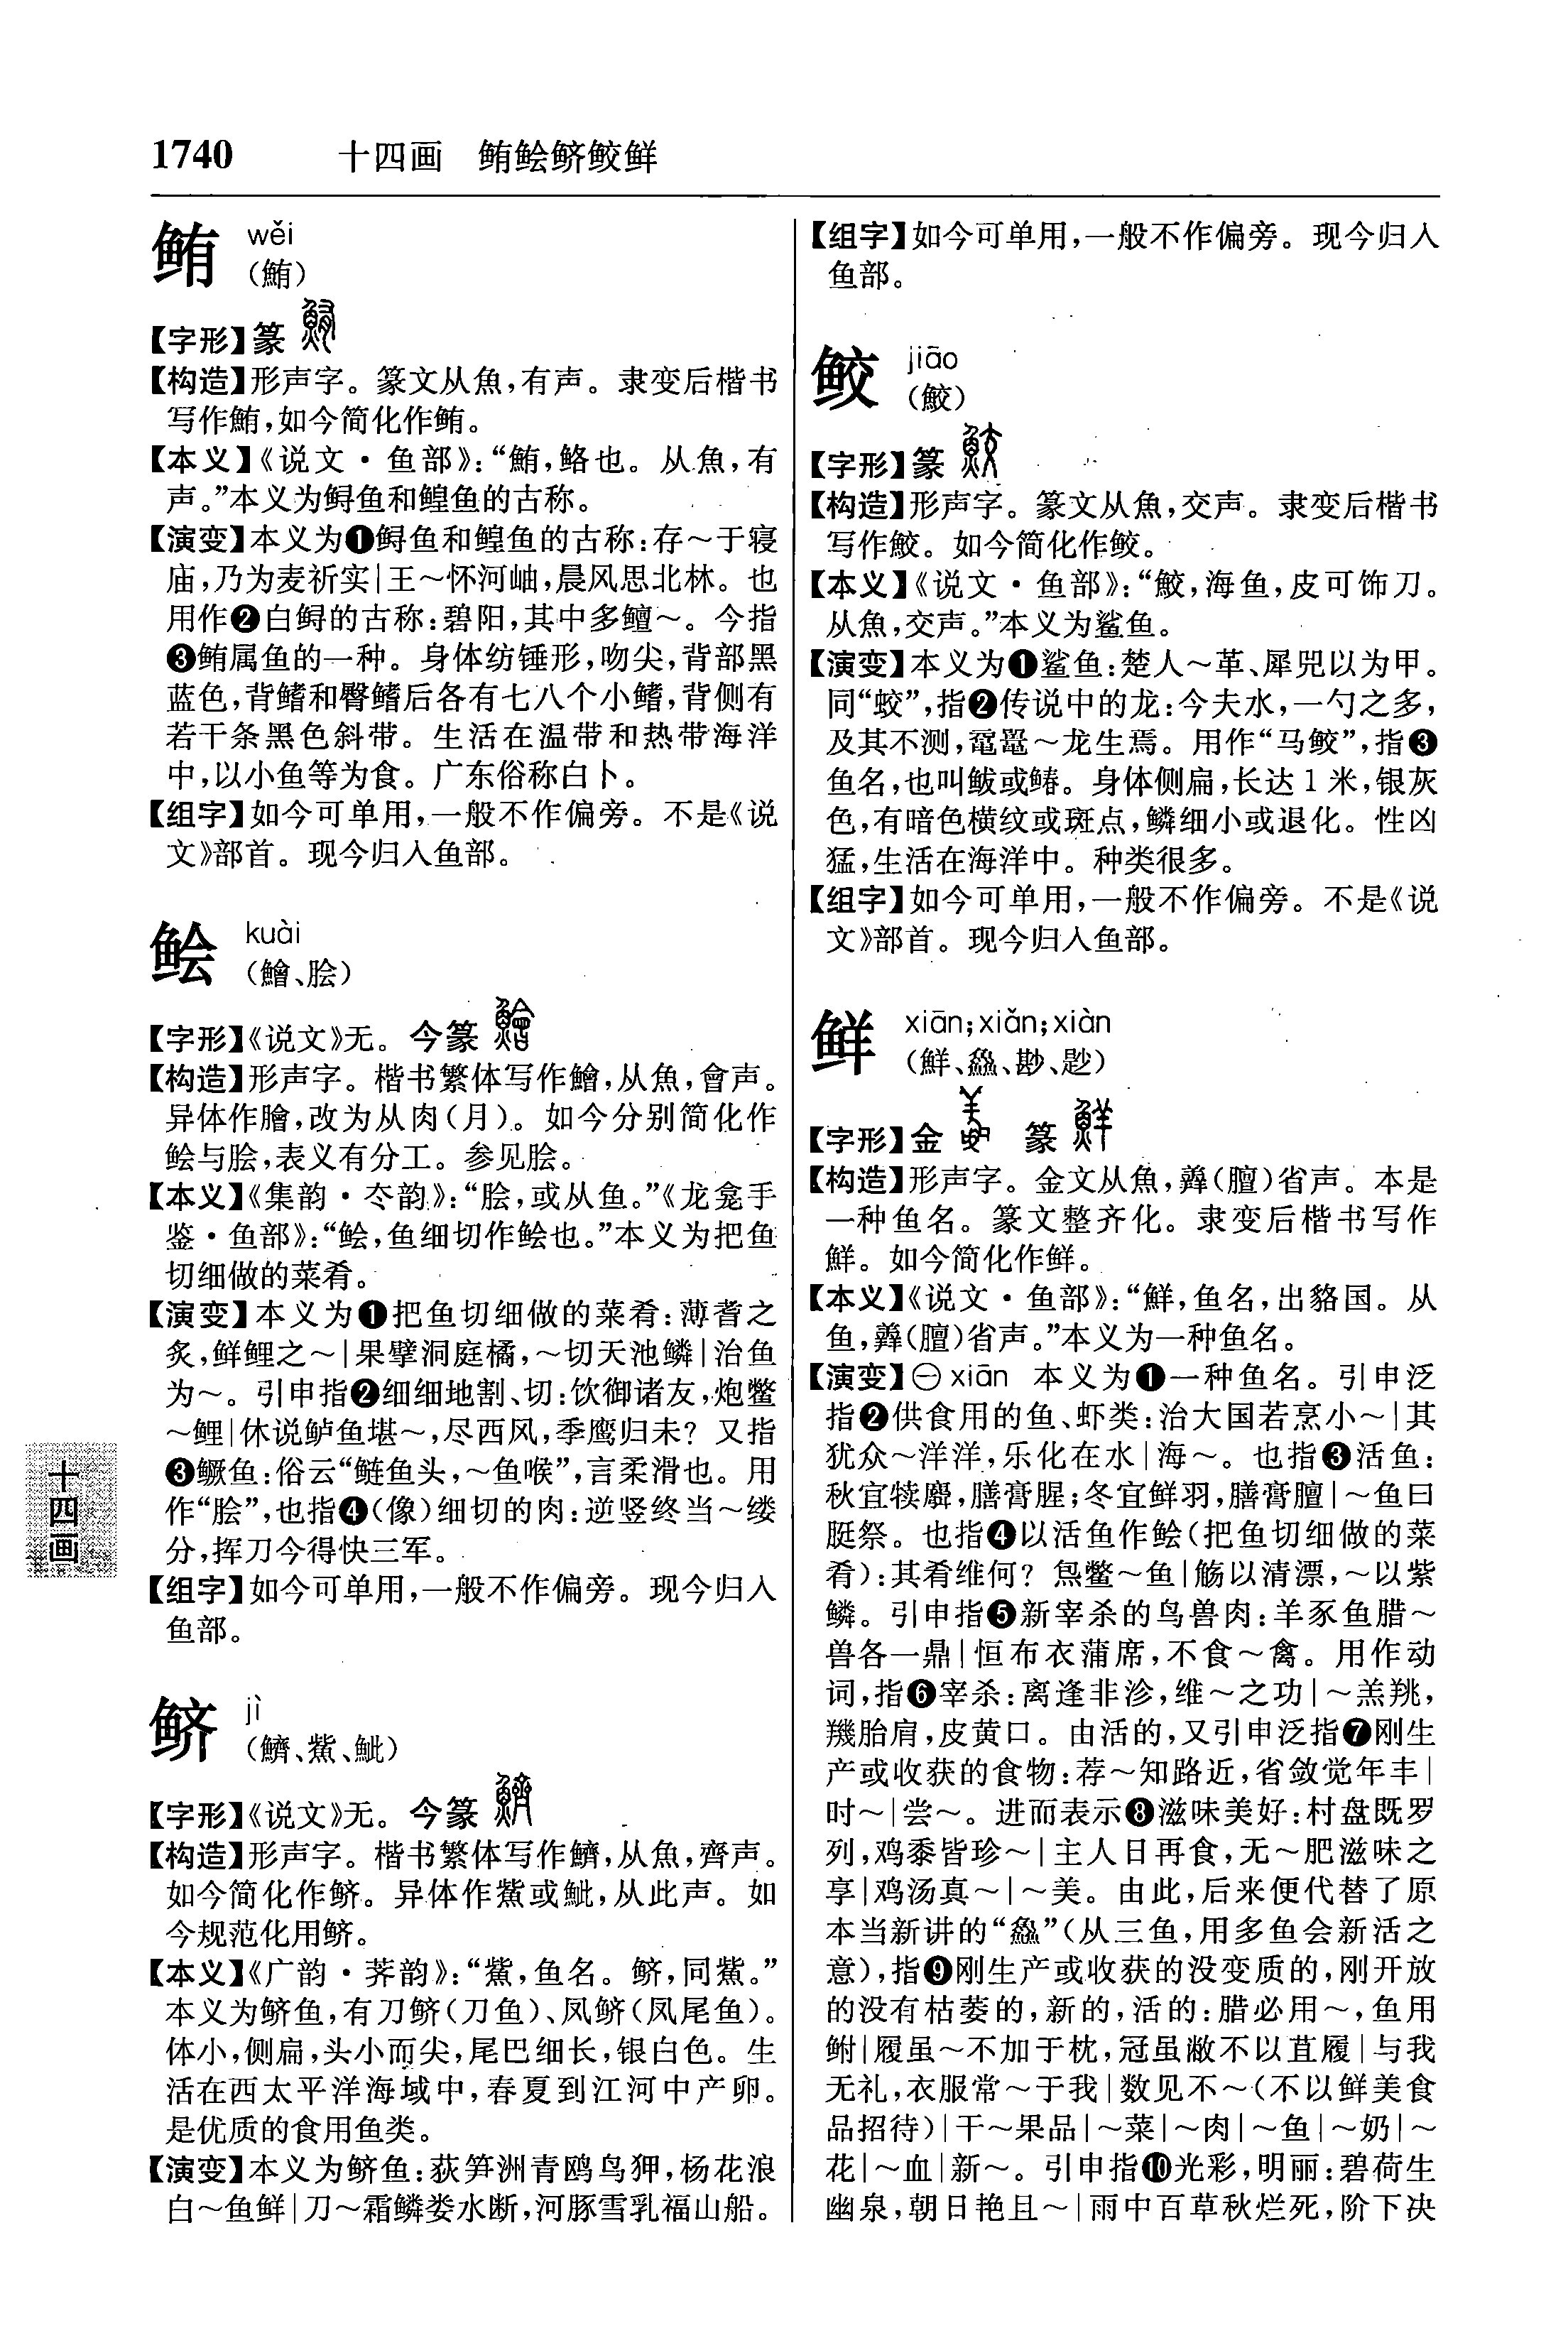 1740 十四画 鲔鲙鲚鲛鲜
鲔 wěi
(鮪)
【字形】篆
【构造】形声字。篆文从魚,有声。隶变后楷书
写作鮪,如今简化作鲔。
【本义】《说文·鱼部》:“鮪,鮥也。从魚,有
声。”本义为鲟鱼和鳇鱼的古称。
【演变】本义为❶鲟鱼和鳇鱼的古称:存～于寝
庙,乃为麦祈实|王～怀河岫,晨风思北林。也
用作❷白鲟的古称:碧阳,其中多鳣～。今指
❸鲔属鱼的一种。身体纺锤形,吻尖,背部黑
蓝色,背鳍和臀鳍后各有七八个小鳍,背侧有
若干条黑色斜带。生活在温带和热带海洋
中,以小鱼等为食。广东俗称白卜。
【组字】如今可单用,一般不作偏旁。不是《说
文》部首。现今归入鱼部。
鲙 kuài
(鱠、脍)
【字形】《说文》无。今篆
【构造】形声字。楷书繁体写作鱠,从魚,會声。
异体作膾,改为从肉(月)。如今分别简化作
鲙与脍,表义有分工。参见脍。
【本义】《集韵·夳韵》:“脍,或从鱼。”《龙龛手
鉴·鱼部》:“鲙,鱼细切作鲙也。”本义为把鱼
切细做的菜肴。
【演变】本义为❶把鱼切细做的菜肴:薄耆之
炙,鲜鲤之～|果擘洞庭橘,～切天池鳞|治鱼
为～。引申指❷细细地割、切:饮御诸友,炮鳖
～鲤|休说鲈鱼堪～,尽西风,季鹰归未?又指
❸鳜鱼:俗云“鲢鱼头,～鱼喉”,言柔滑也。用
作“脍”,也指❹(像)细切的肉:逆竖终当～缕
分,挥刀今得快三军。
【组字】如今可单用,一般不作偏旁。现今归入
鱼部。
鲚 jì
(鱭、鮆、鮆)
【字形】《说文》无。今篆
【构造】形声字。楷书繁体写作鱭,从魚,齊声。
如今简化作鲚。异体作鮆或鮆,从此声。如
今规范化用鲚。
【本义】《广韵·荠韵》:“鮆,鱼名。鲚,同鮆。”
本义为鲚鱼,有刀鲚(刀鱼)、凤鲚(凤尾鱼)。
体小,侧扁,头小而尖,尾巴细长,银白色。生
活在西太平洋海域中,春夏到江河中产卵。
是优质的食用鱼类。
【演变】本义为鲚鱼:荻笋洲青鸥鸟狎,杨花浪
白～鱼鲜|刀～霜鳞娄水断,河豚雪乳福山船。
【组字】如今可单用,一般不作偏旁。现今归入
鱼部。
鲛 jiāo
(鮫)
【字形】篆
【构造】形声字。篆文从魚,交声。隶变后楷书
写作鮫。如今简化作鲛。
【本义】《说文·鱼部》:“鮫,海鱼,皮可饰刀。
从魚,交声。”本义为鲨鱼。
【演变】本义为❶鲨鱼:楚人～革、犀兕以为甲。
同“蛟”,指❷传说中的龙:今夫水,一勺之多,
及其不测,鼋鼍～龙生焉。用作“马鲛”,指❸
鱼名,也叫鲅或䲠。身体侧扁,长达1米,银灰
色,有暗色横纹或斑点,鳞细小或退化。性凶
猛,生活在海洋中。种类很多。
【组字】如今可单用,一般不作偏旁。不是《说
文》部首。现今归入鱼部。
鲜 xiān;xiǎn;xiàn
(鮮、鱻、尠、尟)
【字形】金 篆
【构造】形声字。金文从魚,羴(膻)省声。本是
一种鱼名。篆文整齐化。隶变后楷书写作
鮮。如今简化作鲜。
【本义】《说文·鱼部》:“鮮,鱼名,出貉国。从
鱼,羴(膻)省声。”本义为一种鱼名。
【演变】㊀xiān 本义为❶一种鱼名。引申泛
指❷供食用的鱼、虾类:治大国若烹小～|其
犹众～洋洋,乐化在水|海～。也指❸活鱼:
秋宜犊麛,膳膏腥;冬宜鲜羽,膳膏膻|～鱼曰
脡祭。也指❹以活鱼作鲙(把鱼切细做的菜
肴):其肴维何?炰鳖～鱼|觞以清漂,～以紫
鳞。引申指❺新宰杀的鸟兽肉:羊豕鱼腊～
兽各一鼎|恒布衣蒲席,不食～禽。用作动
词,指❻宰杀:离逢非沴,维～之功|～羔羜,
羠胎肩,皮黄口。由活的,又引申泛指❼刚生
产或收获的食物:荐～知路近,省敛觉年丰|
时～|尝～。进而表示❽滋味美好:村盘既罗
列,鸡黍皆珍～|主人日再食,无～肥滋味之
享|鸡汤真～|～美。由此,后来便代替了原
本当新讲的“鱻”(从三鱼,用多鱼会新活之
意),指❾刚生产或收获的没变质的,刚开放
的没有枯萎的,新的,活的:腊必用～,鱼用
鲋|履虽～不加于枕,冠虽敝不以苴履|与我
无礼,衣服常～于我|数见不～(不以鲜美食
品招待)|干～果品|～菜|～肉|～鱼|～奶|～
花|～血|新～。引申指❿光彩,明丽:碧荷生
幽泉,朝日艳且～|雨中百草秋烂死,阶下决
十四画